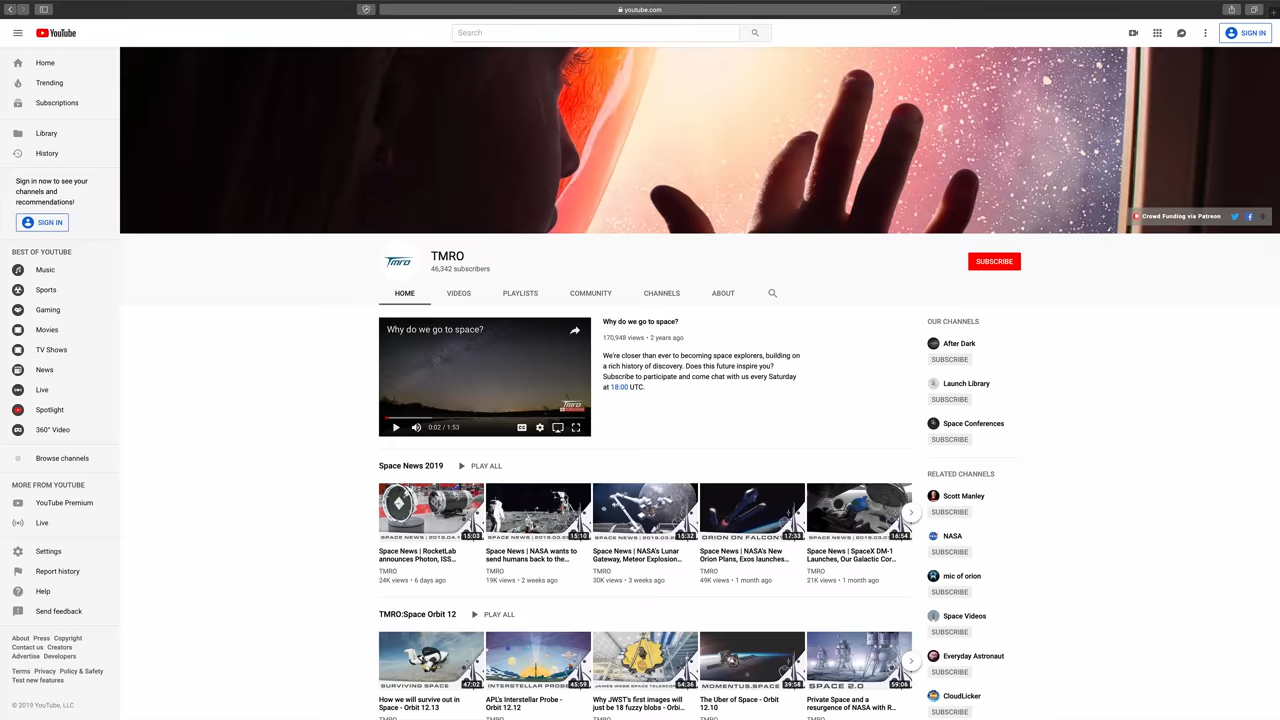 youtube.com
YouTube
Search
SIGN IN
Home
Trending
Subscriptions
Library
History
Sign in now to see your
channels and
recommendations!
SIGN IN
BEST OF YOUTUBE
Music
Sports
Gaming
Movies
TV Shows
News
Live
Spotlight
360° Video
Browse channels
MORE FROM YOUTUBE
YouTube Premium
Live
Settings
Report history
Help
Send feedback
About Press Copyright
Contact us Creators
Advertise Developers
Terms Privacy Policy & Safety
Test new features
© 2019 YouTube, LLC
Crowd Funding via Patreon
TMRO
TMRO
46,342 subscribers
SUBSCRIBE
HOME VIDEOS PLAYLISTS COMMUNITY CHANNELS ABOUT
Why do we go to space?
TMRO
0:02 / 1:53
Why do we go to space?
170,948 views • 2 years ago
We're closer than ever to becoming space explorers, building on
a rich history of discovery. Does this future inspire you?
Subscribe to participate and come chat with us every Saturday
at 18:00 UTC.
Space News 2019 PLAY ALL
15:03
Space News | RocketLab
announces Photon, ISS...
TMRO
24K views • 6 days ago
15:10
Space News | NASA wants to
send humans back to the...
TMRO
19K views • 2 weeks ago
15:32
Space News | NASA's Lunar
Gateway, Meteor Explosion...
TMRO
30K views • 3 weeks ago
ORION ON FALCON
17:33
Space News | NASA's New
Orion Plans, Exos launches...
TMRO
49K views • 1 month ago
16:54
Space News | SpaceX DM-1
Launches, Our Galactic Cor...
TMRO
21K views • 1 month ago
TMRO:Space Orbit 12 PLAY ALL
SURVIVING SPACE
47:02
How we will survive out in
Space - Orbit 12.13
TMRO
INTERSTELLAR PROBE
45:59
APL's Interstellar Probe -
Orbit 12.12
TMRO
JAMES WEBB SPACE TELESCOPE
54:36
Why JWST's first images will
just be 18 fuzzy blobs - Orbi...
TMRO
MOMENTUS.SPACE
39:58
The Uber of Space - Orbit
12.10
TMRO
SPACE 2.0
59:06
Private Space and a
resurgence of NASA with R...
TMRO
OUR CHANNELS
After Dark
SUBSCRIBE
Launch Library
SUBSCRIBE
Space Conferences
SUBSCRIBE
RELATED CHANNELS
Scott Manley
SUBSCRIBE
NASA
SUBSCRIBE
mic of orion
SUBSCRIBE
Space Videos
SUBSCRIBE
Everyday Astronaut
SUBSCRIBE
CloudLicker
SUBSCRIBE